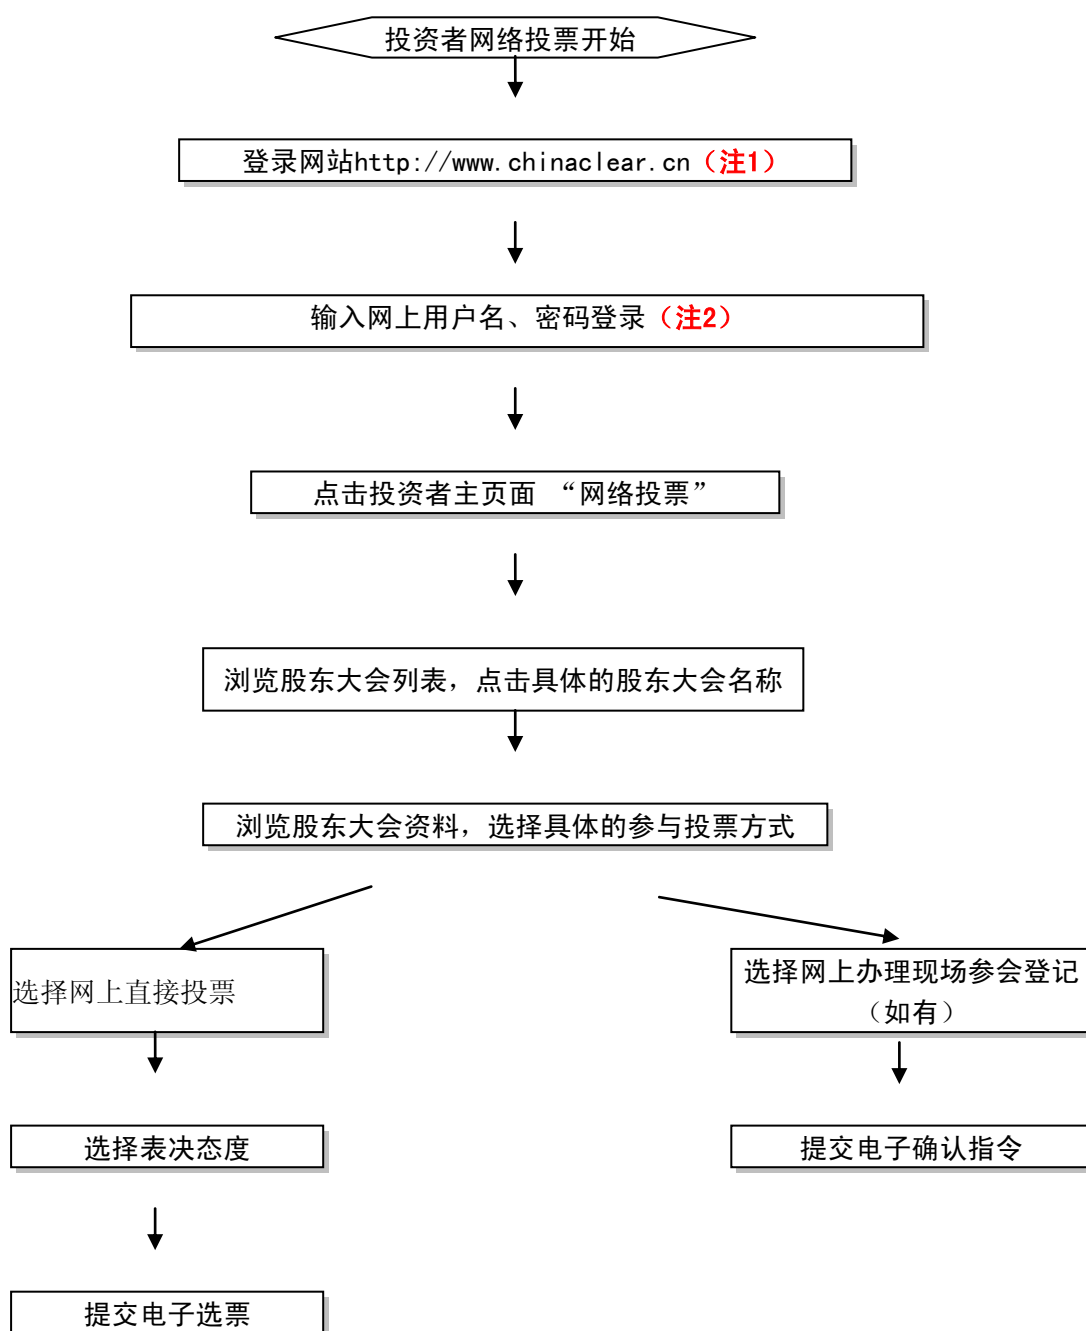 投资者网络投票开始
登录网站http://www.chinaclear.cn（注1）
输入网上用户名、密码登录（注2）
点击投资者主页面 “网络投票”
浏览股东大会列表，点击具体的股东大会名称
浏览股东大会资料，选择具体的参与投票方式
选择网上直接投票
选择网上办理现场参会登记
（如有）
选择表决态度
提交电子确认指令
提交电子选票